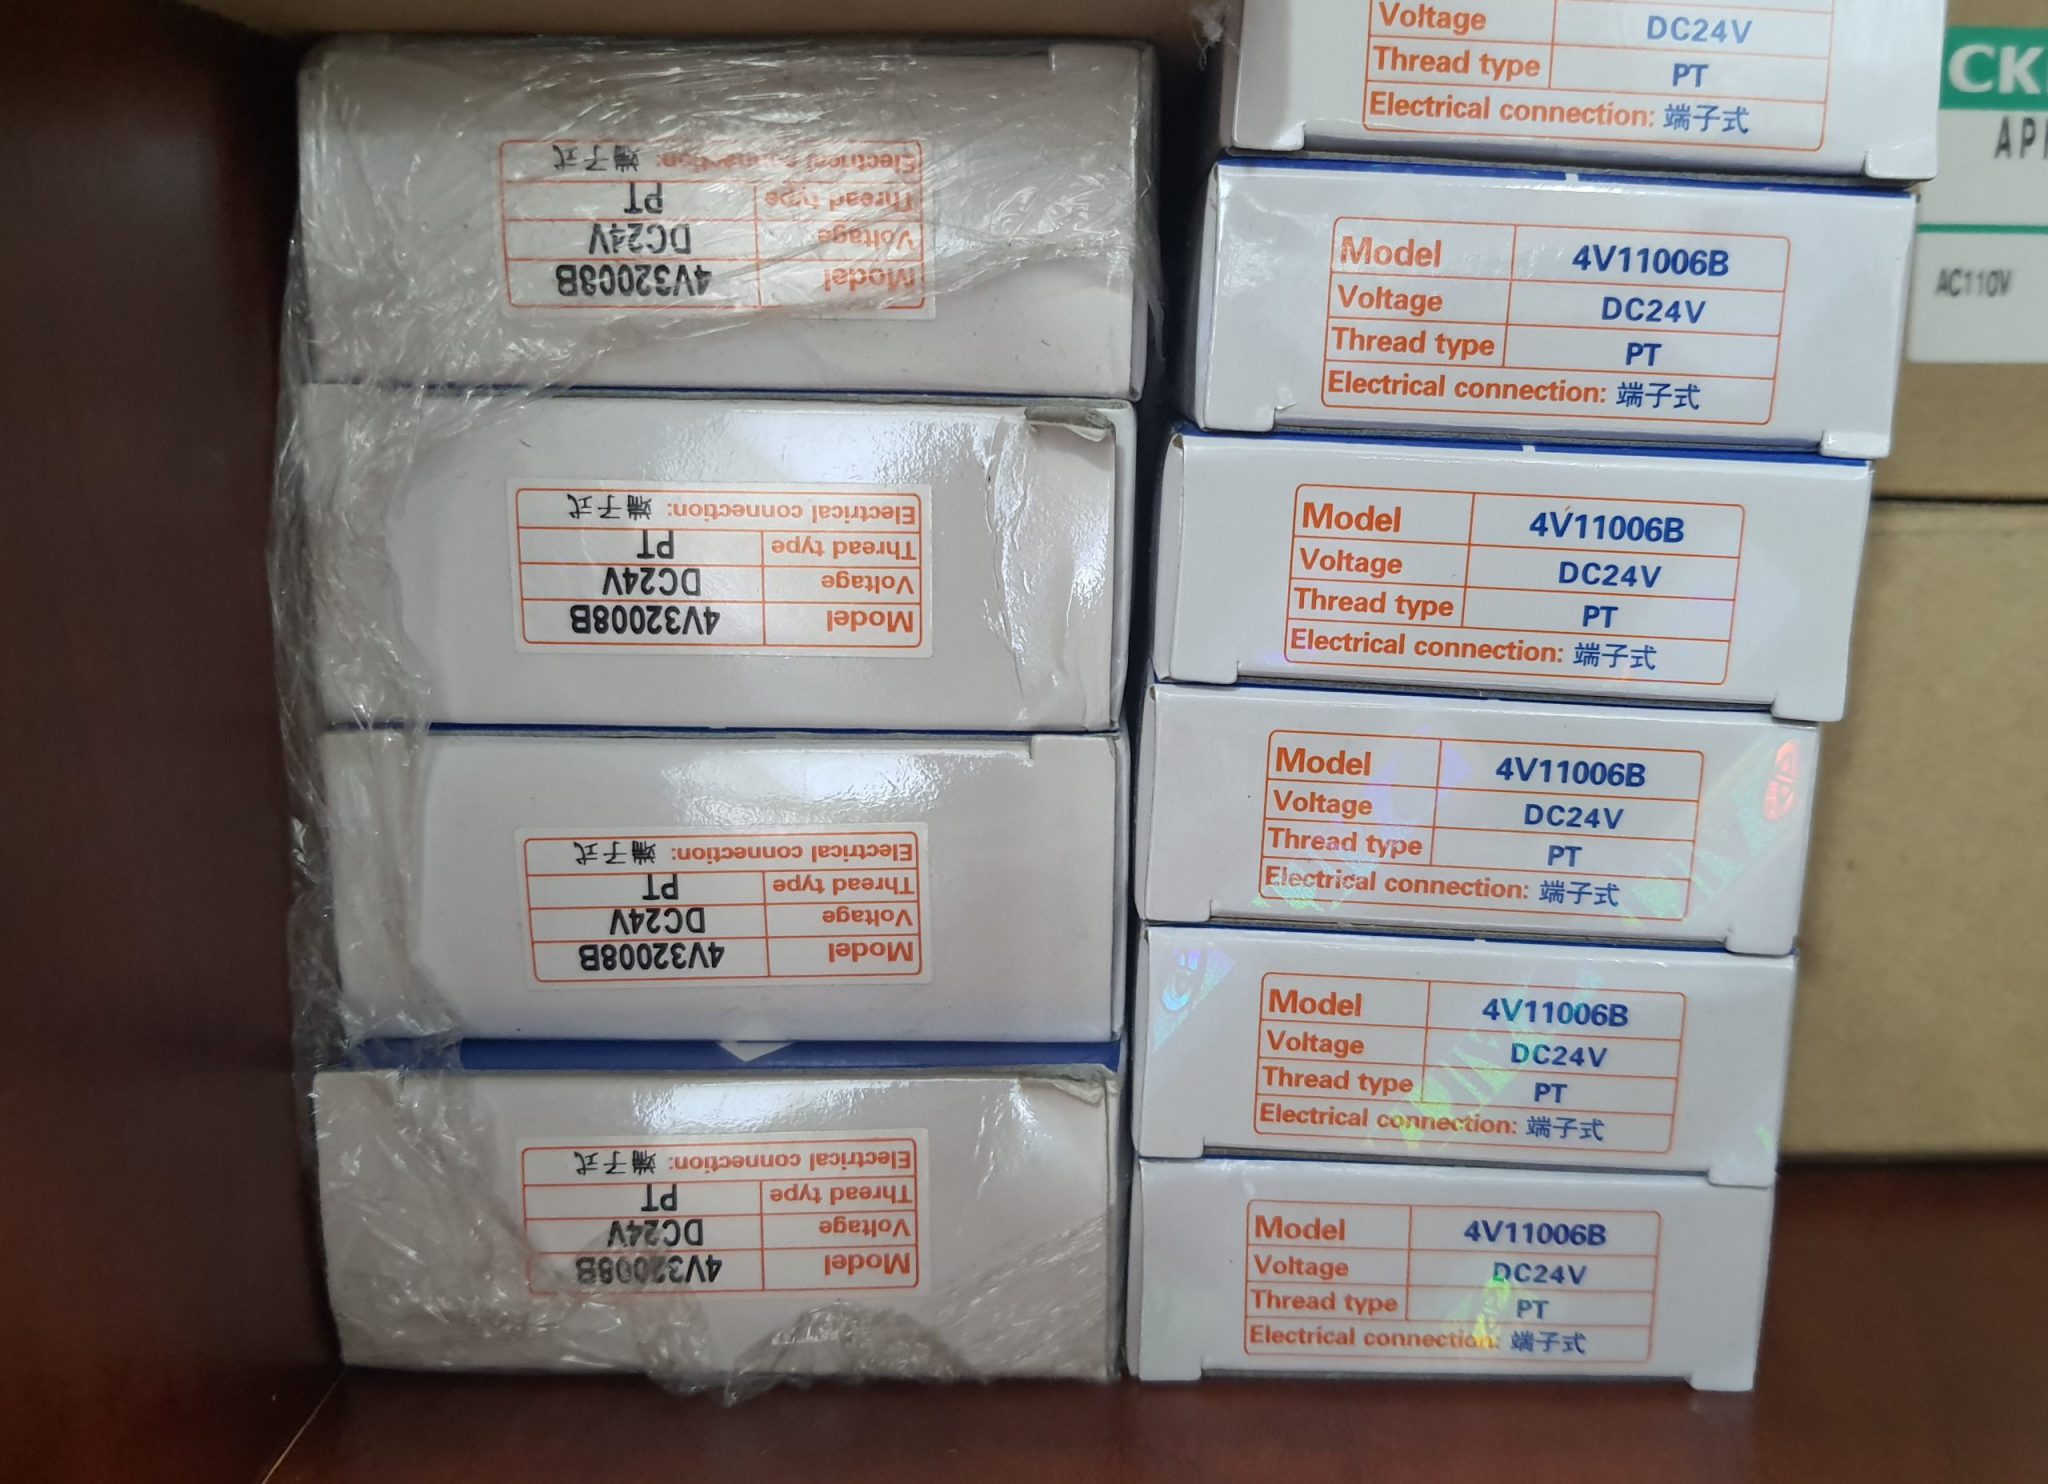 Electrical connection: 端子式
Thread type PT
Voltage DC24V
Model 4V32008B
Electrical connection: 端子式
Thread type PT
Voltage DC24V
Model 4V32008B
Electrical connection: 端子式
Thread type PT
Voltage DC24V
Model 4V32008B
Electrical connection: 端子式
Thread type PT
Voltage DC24V
Model 4V32008B
Voltage DC24V
Thread type PT
Electrical connection: 端子式
Model 4V11006B
Voltage DC24V
Thread type PT
Electrical connection: 端子式
Model 4V11006B
Voltage DC24V
Thread type PT
Electrical connection: 端子式
Model 4V11006B
Voltage DC24V
Thread type PT
Electrical connection: 端子式
Model 4V11006B
Voltage DC24V
Thread type PT
Electrical connection: 端子式
Model 4V11006B
Voltage DC24V
Thread type PT
Electrical connection: 端子式
CK
AP
AC110V